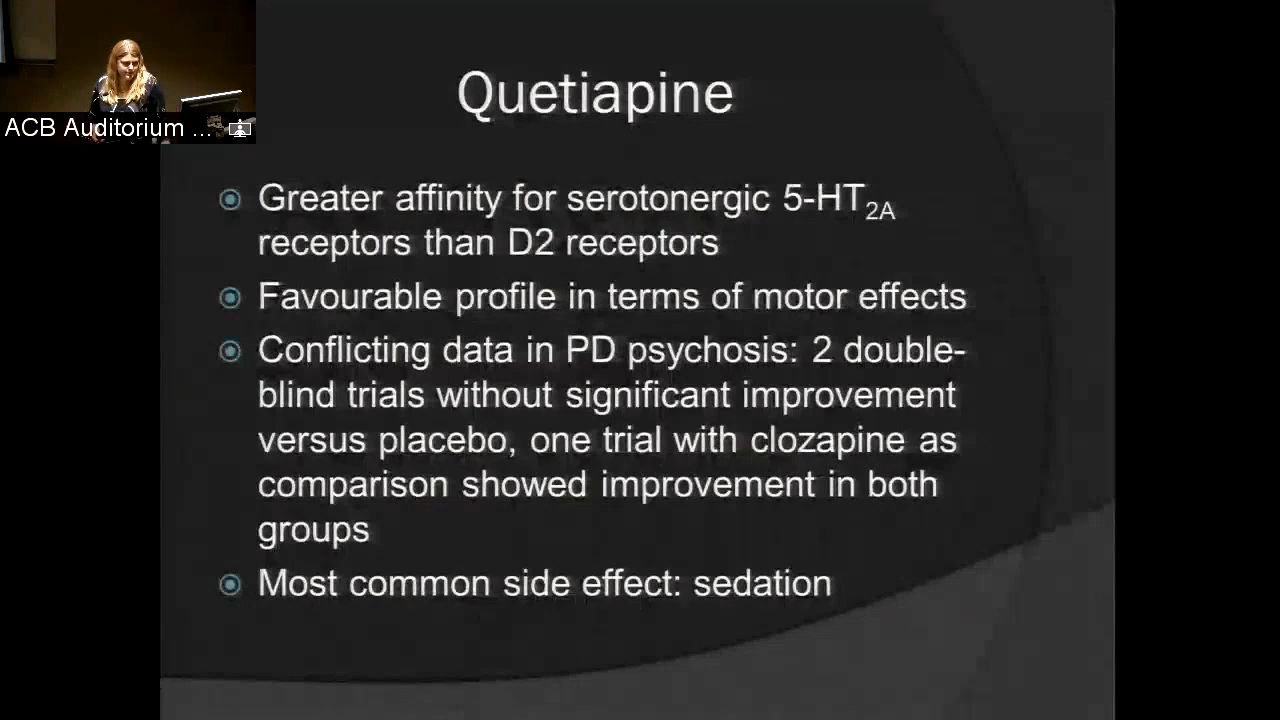 ACB Auditorium ...
Quetiapine
Greater affinity for serotonergic 5-HT2A
receptors than D2 receptors
Favourable profile in terms of motor effects
Conflicting data in PD psychosis: 2 double-
blind trials without significant improvement
versus placebo, one trial with clozapine as
comparison showed improvement in both
groups
Most common side effect: sedation